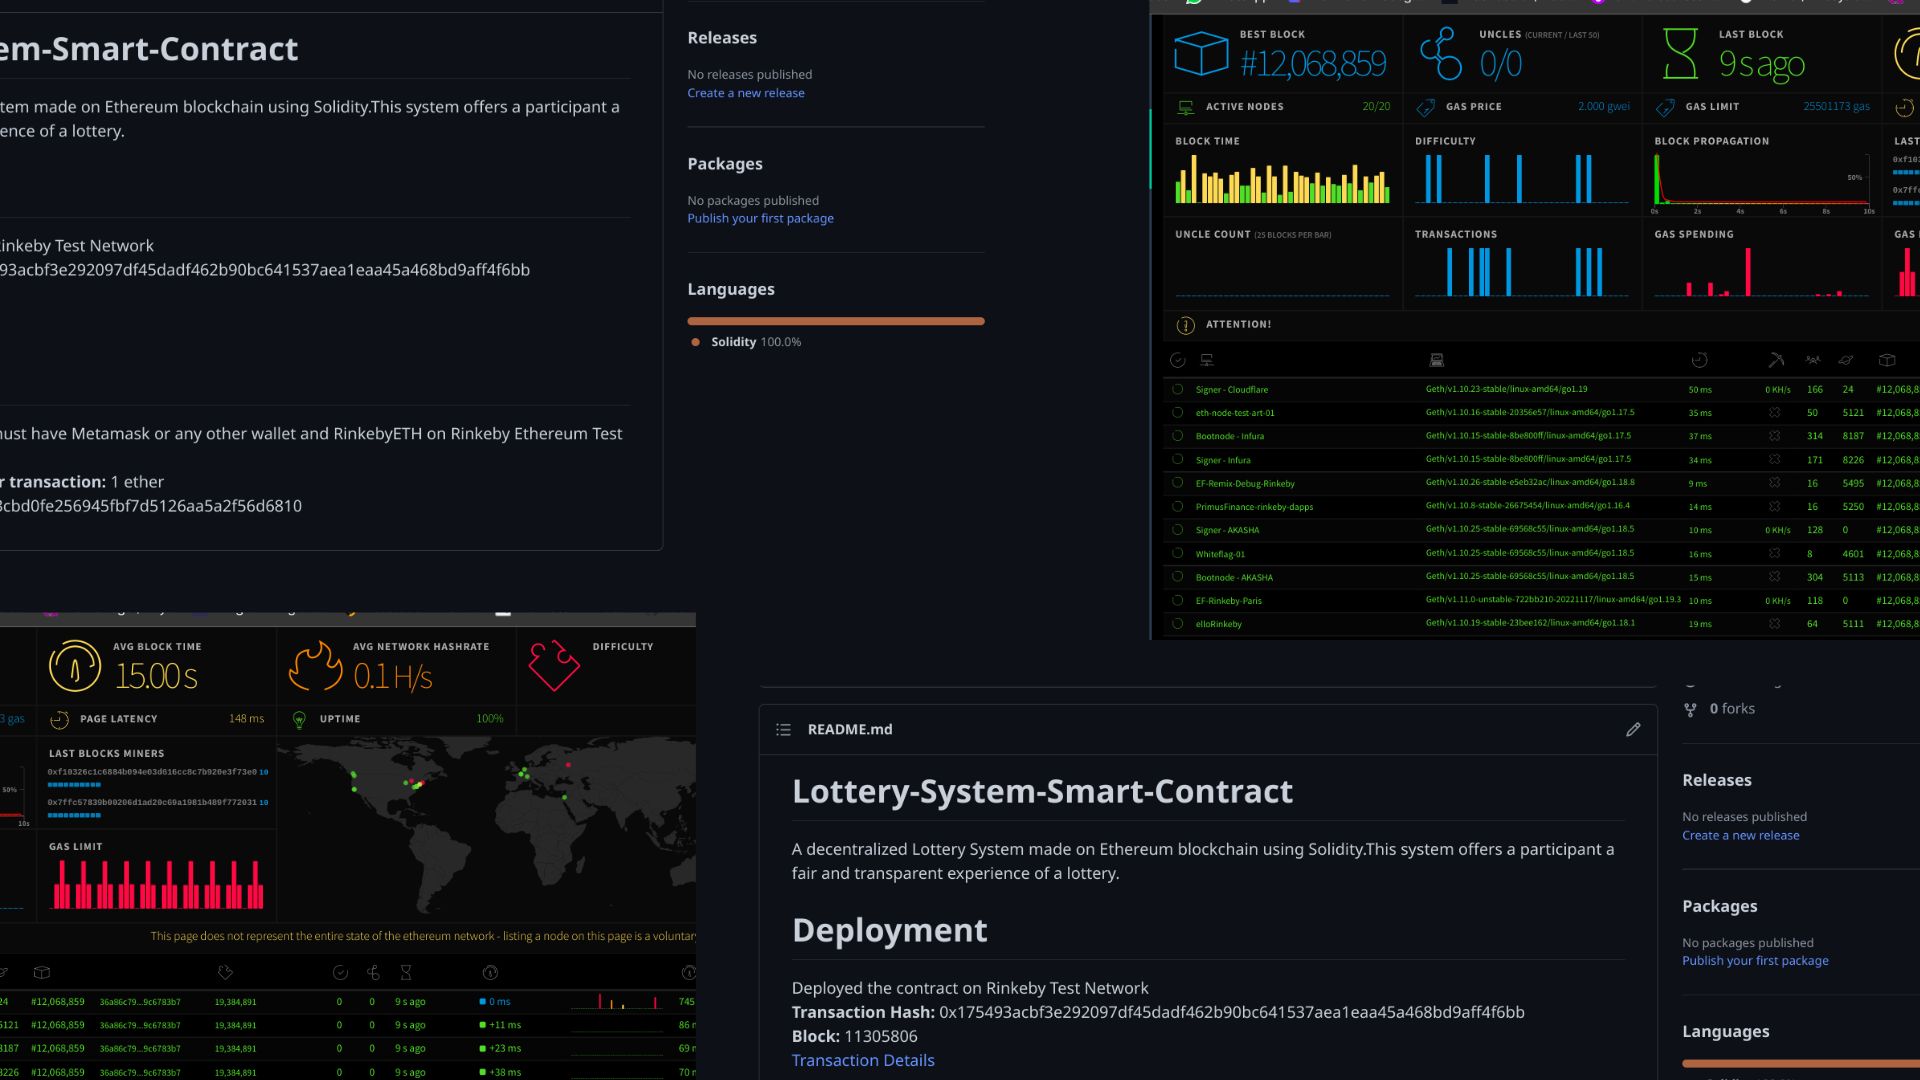 em-Smart-Contract
tem made on Ethereum blockchain using Solidity.This system offers a participant a
ence of a lottery.
inkeby Test Network
93acbf3e292097df45dadf462b90bc641537aea1eaa45a468bd9aff4f6bb
ust have Metamask or any other wallet and RinkebyETH on Rinkeby Ethereum Test
r transaction: 1 ether
cbd0fe256945fbf7d5126aa5a2f56d6810
Releases
No releases published
Create a new release
Packages
No packages published
Publish your first package
Languages
Solidity 100.0%
BEST BLOCK
#12,068,859
UNCLES (CURRENT / LAST 50)
0/0
LAST BLOCK
9 s ago
ACTIVE NODES 20/20
GAS PRICE 2.000 gwei
GAS LIMIT 25501173 gas
BLOCK TIME
DIFFICULTY
BLOCK PROPAGATION
LAST
0xf103
50%
0x7ffc
0s 2s 4s 6s 8s 10s
UNCLE COUNT (25 BLOCKS PER BAR)
TRANSACTIONS
GAS SPENDING
GAS
ATTENTION!
Signer - Cloudflare Geth/v1.10.23-stable/linux-amd64/go1.19 50 ms 0 KH/s 166 24 #12,068,8
eth-node-test-art-01 Geth/v1.10.16-stable-20356e57/linux-amd64/go1.17.5 35 ms 50 5121 #12,068,8
Bootnode - Infura Geth/v1.10.15-stable-8be800ff/linux-amd64/go1.17.5 37 ms 314 8187 #12,068,8
Signer - Infura Geth/v1.10.15-stable-8be800ff/linux-amd64/go1.17.5 34 ms 171 8226 #12,068,8
EF-Remix-Debug-Rinkeby Geth/v1.10.26-stable-e5eb32ac/linux-amd64/go1.18.8 9 ms 16 5495 #12,068,8
PrimusFinance-rinkeby-dapps Geth/v1.10.8-stable-26675454/linux-amd64/go1.16.4 14 ms 16 5250 #12,068,8
Signer - AKASHA Geth/v1.10.25-stable-69568c55/linux-amd64/go1.18.5 10 ms 0 KH/s 128 0 #12,068,8
Whiteflag-01 Geth/v1.10.25-stable-69568c55/linux-amd64/go1.18.5 16 ms 8 4601 #12,068,8
Bootnode - AKASHA Geth/v1.10.25-stable-69568c55/linux-amd64/go1.18.5 15 ms 304 5113 #12,068,8
EF-Rinkeby-Paris Geth/v1.11.0-unstable-722bb210-20221117/linux-amd64/go1.19.3 10 ms 0 KH/s 118 0 #12,068,8
elloRinkeby Geth/v1.10.19-stable-23bee162/linux-amd64/go1.18.1 19 ms 64 5111 #12,068,8
AVG BLOCK TIME
15.00 s
AVG NETWORK HASHRATE
0.1 H/s
DIFFICULTY
3 gas
PAGE LATENCY 148 ms
UPTIME 100%
LAST BLOCKS MINERS
0xf10326c1c6884b094e03d616cc8c7b920e3f73e0 10
50%
0x7ffc57839b00206d1ad20c69a1981b489f772031 10
10s
GAS LIMIT
This page does not represent the entire state of the ethereum network - listing a node on this page is a voluntar
24 #12,068,859 36a86c79...9c6783b7 19,384,891 0 0 9 s ago 0 ms 745
5121 #12,068,859 36a86c79...9c6783b7 19,384,891 0 0 9 s ago +11 ms 86 m
8187 #12,068,859 36a86c79...9c6783b7 19,384,891 0 0 9 s ago +23 ms 69 m
8226 #12,068,859 36a86c79...9c6783b7 19,384,891 0 0 9 s ago +38 ms 70 m
README.md
Lottery-System-Smart-Contract
A decentralized Lottery System made on Ethereum blockchain using Solidity.This system offers a participant a
fair and transparent experience of a lottery.
Deployment
Deployed the contract on Rinkeby Test Network
Transaction Hash: 0x175493acbf3e292097df45dadf462b90bc641537aea1eaa45a468bd9aff4f6bb
Block: 11305806
Transaction Details
0 forks
Releases
No releases published
Create a new release
Packages
No packages published
Publish your first package
Languages